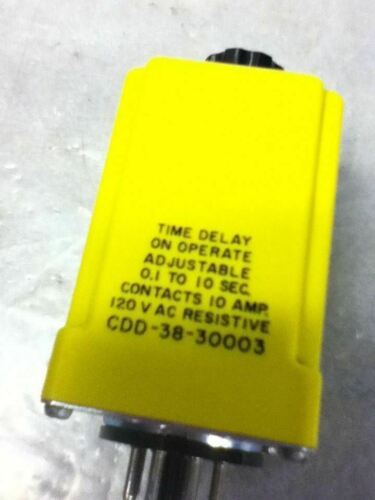 TIME DELAY
ON OPERATE
ADJUSTABLE
0.1 TO 10 SEC.
CONTACTS 10 AMP.
120 V AC RESISTIVE
CDD-38-30003